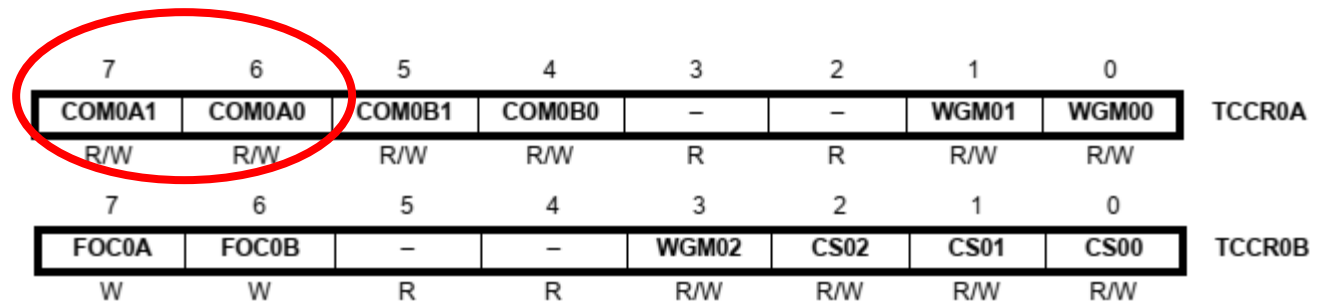 7 6 5 4 3 2 1 0
COM0A1 COM0A0 COM0B1 COM0B0 – – WGM01 WGM00 TCCR0A
R/W R/W R/W R/W R R R/W R/W
7 6 5 4 3 2 1 0
FOC0A FOC0B – – WGM02 CS02 CS01 CS00 TCCR0B
W W R R R/W R/W R/W R/W